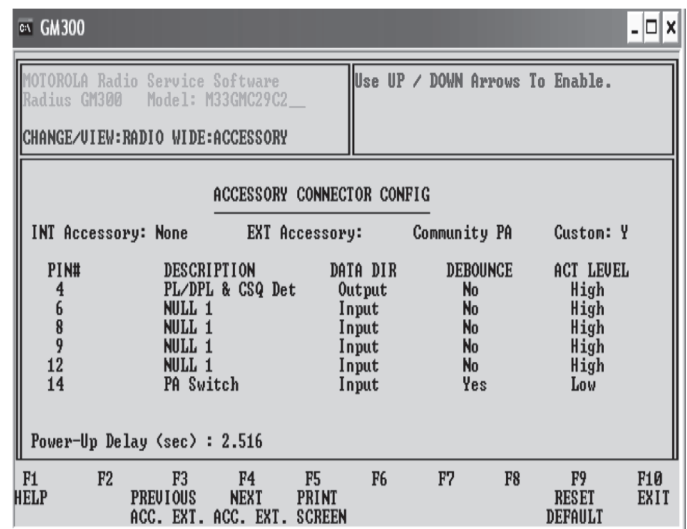 GM300
MOTOROLA Radio Service Software
Radius GM300 Model: M33GMC29C2__
CHANGE/VIEW:RADIO WIDE:ACCESSORY
Use UP / DOWN Arrows To Enable.
ACCESSORY CONNECTOR CONFIG
INT Accessory: None EXT Accessory: Community PA Custom: Y
PIN# DESCRIPTION DATA DIR DEBOUNCE ACT LEVEL
4 PL/DPL & CSQ Det Output No High
6 NULL 1 Input No High
8 NULL 1 Input No High
9 NULL 1 Input No High
12 NULL 1 Input No High
14 PA Switch Input Yes Low
Power-Up Delay (sec) : 2.516
F1 F2 F3 F4 F5 F6 F7 F8 F9 F10
HELP PREVIOUS NEXT PRINT RESET EXIT
ACC. EXT. ACC. EXT. SCREEN DEFAULT